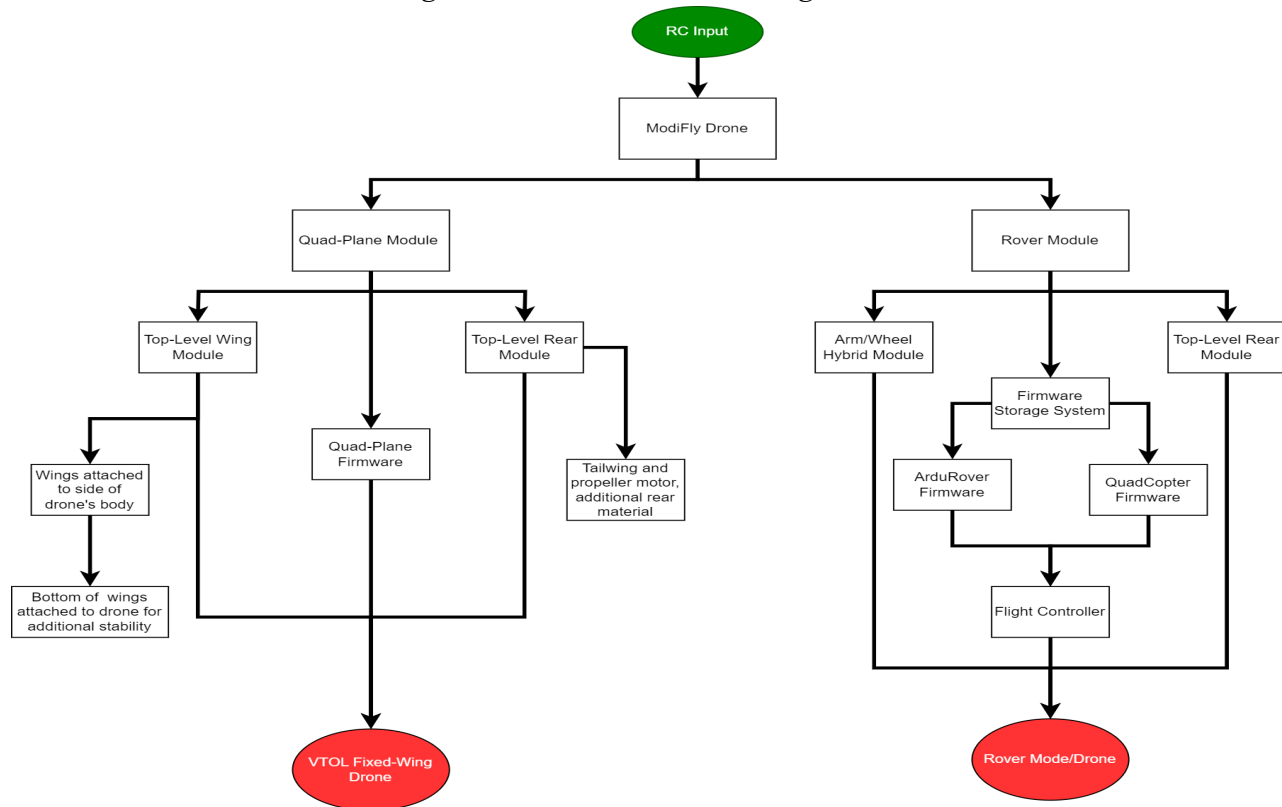 RC Input
ModiFly Drone
Quad-Plane Module
Rover Module
Top-Level Wing
Module
Top-Level Rear
Module
Arm/Wheel
Hybrid Module
Top-Level Rear
Module
Firmware
Storage System
Quad-Plane
Firmware
Wings attached
to side of
drone's body
Tailwing and
propeller motor,
additional rear
material
ArduRover
Firmware
QuadCopter
Firmware
Bottom of wings
attached to drone for
additional stability
Flight Controller
VTOL Fixed-Wing
Drone
Rover Mode/Drone